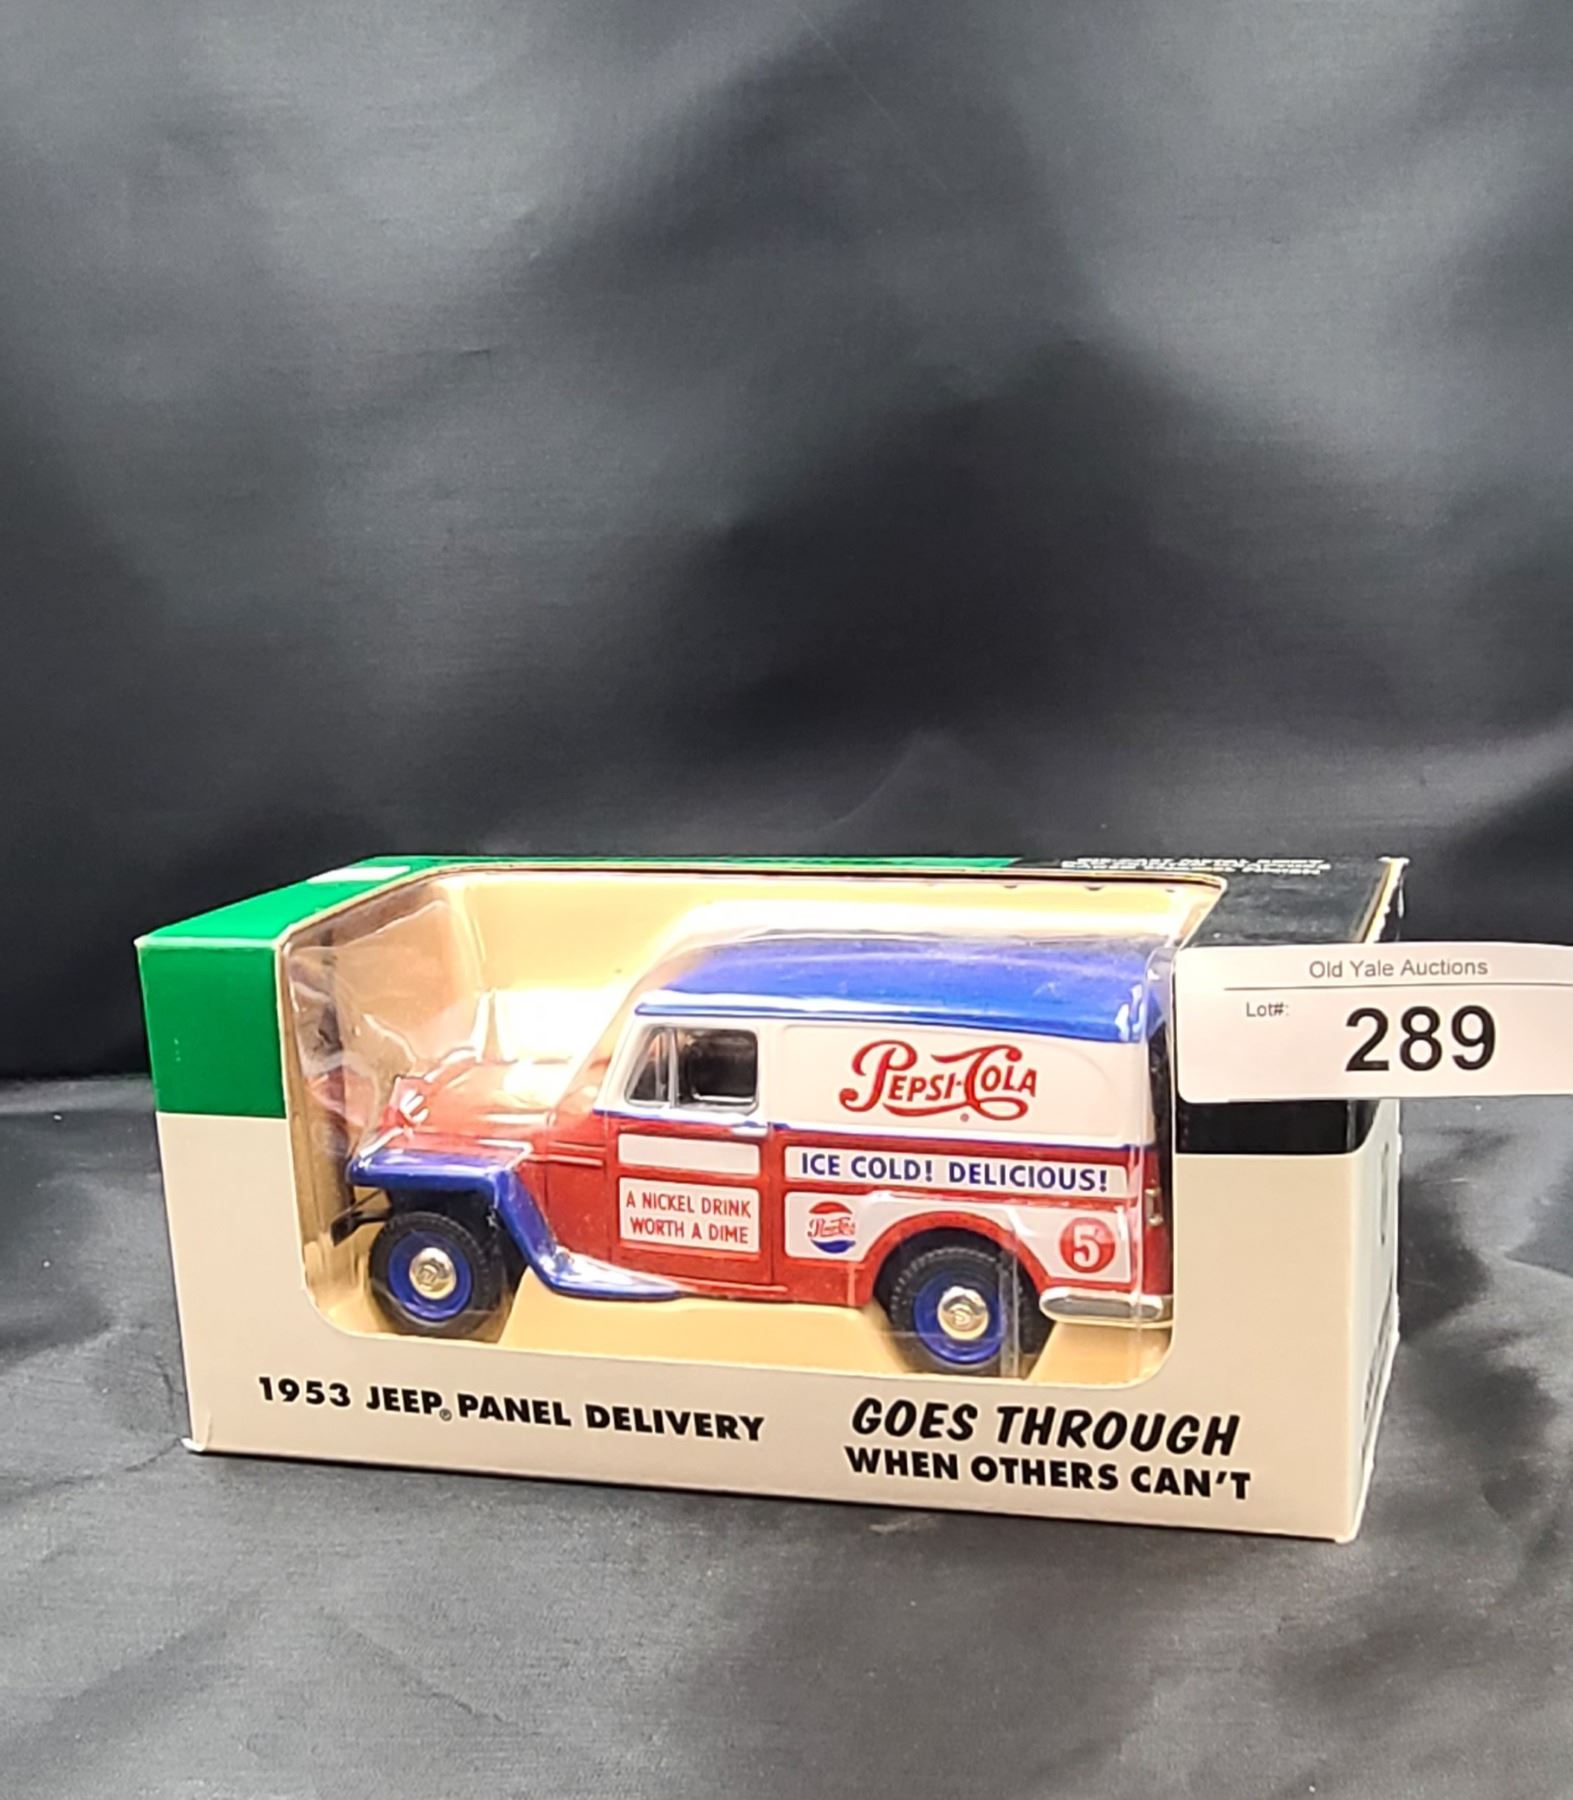 Old Yale Auctions
Lot#:
289
PEPSI-COLA
ICE COLD! DELICIOUS!
A NICKEL DRINK
WORTH A DIME
5¢
1953 JEEP® PANEL DELIVERY
GOES THROUGH
WHEN OTHERS CAN'T